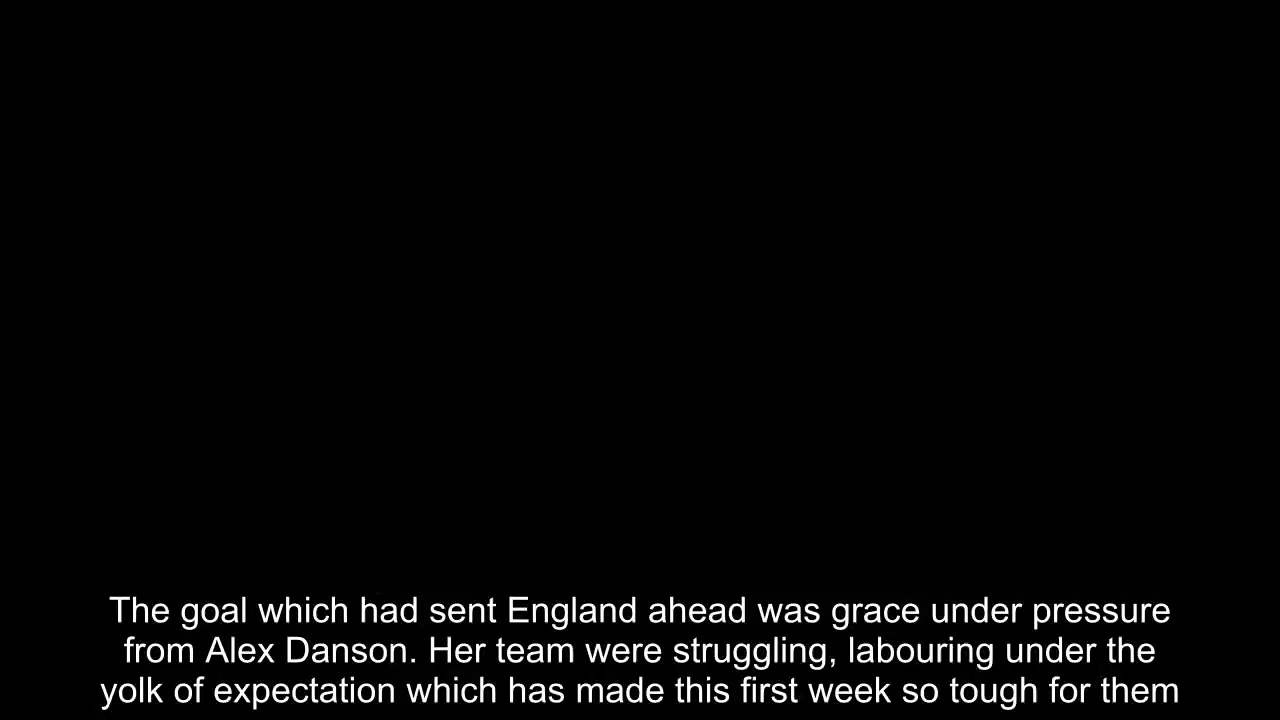 The goal which had sent England ahead was grace under pressure
from Alex Danson. Her team were struggling, labouring under the
yolk of expectation which has made this first week so tough for them